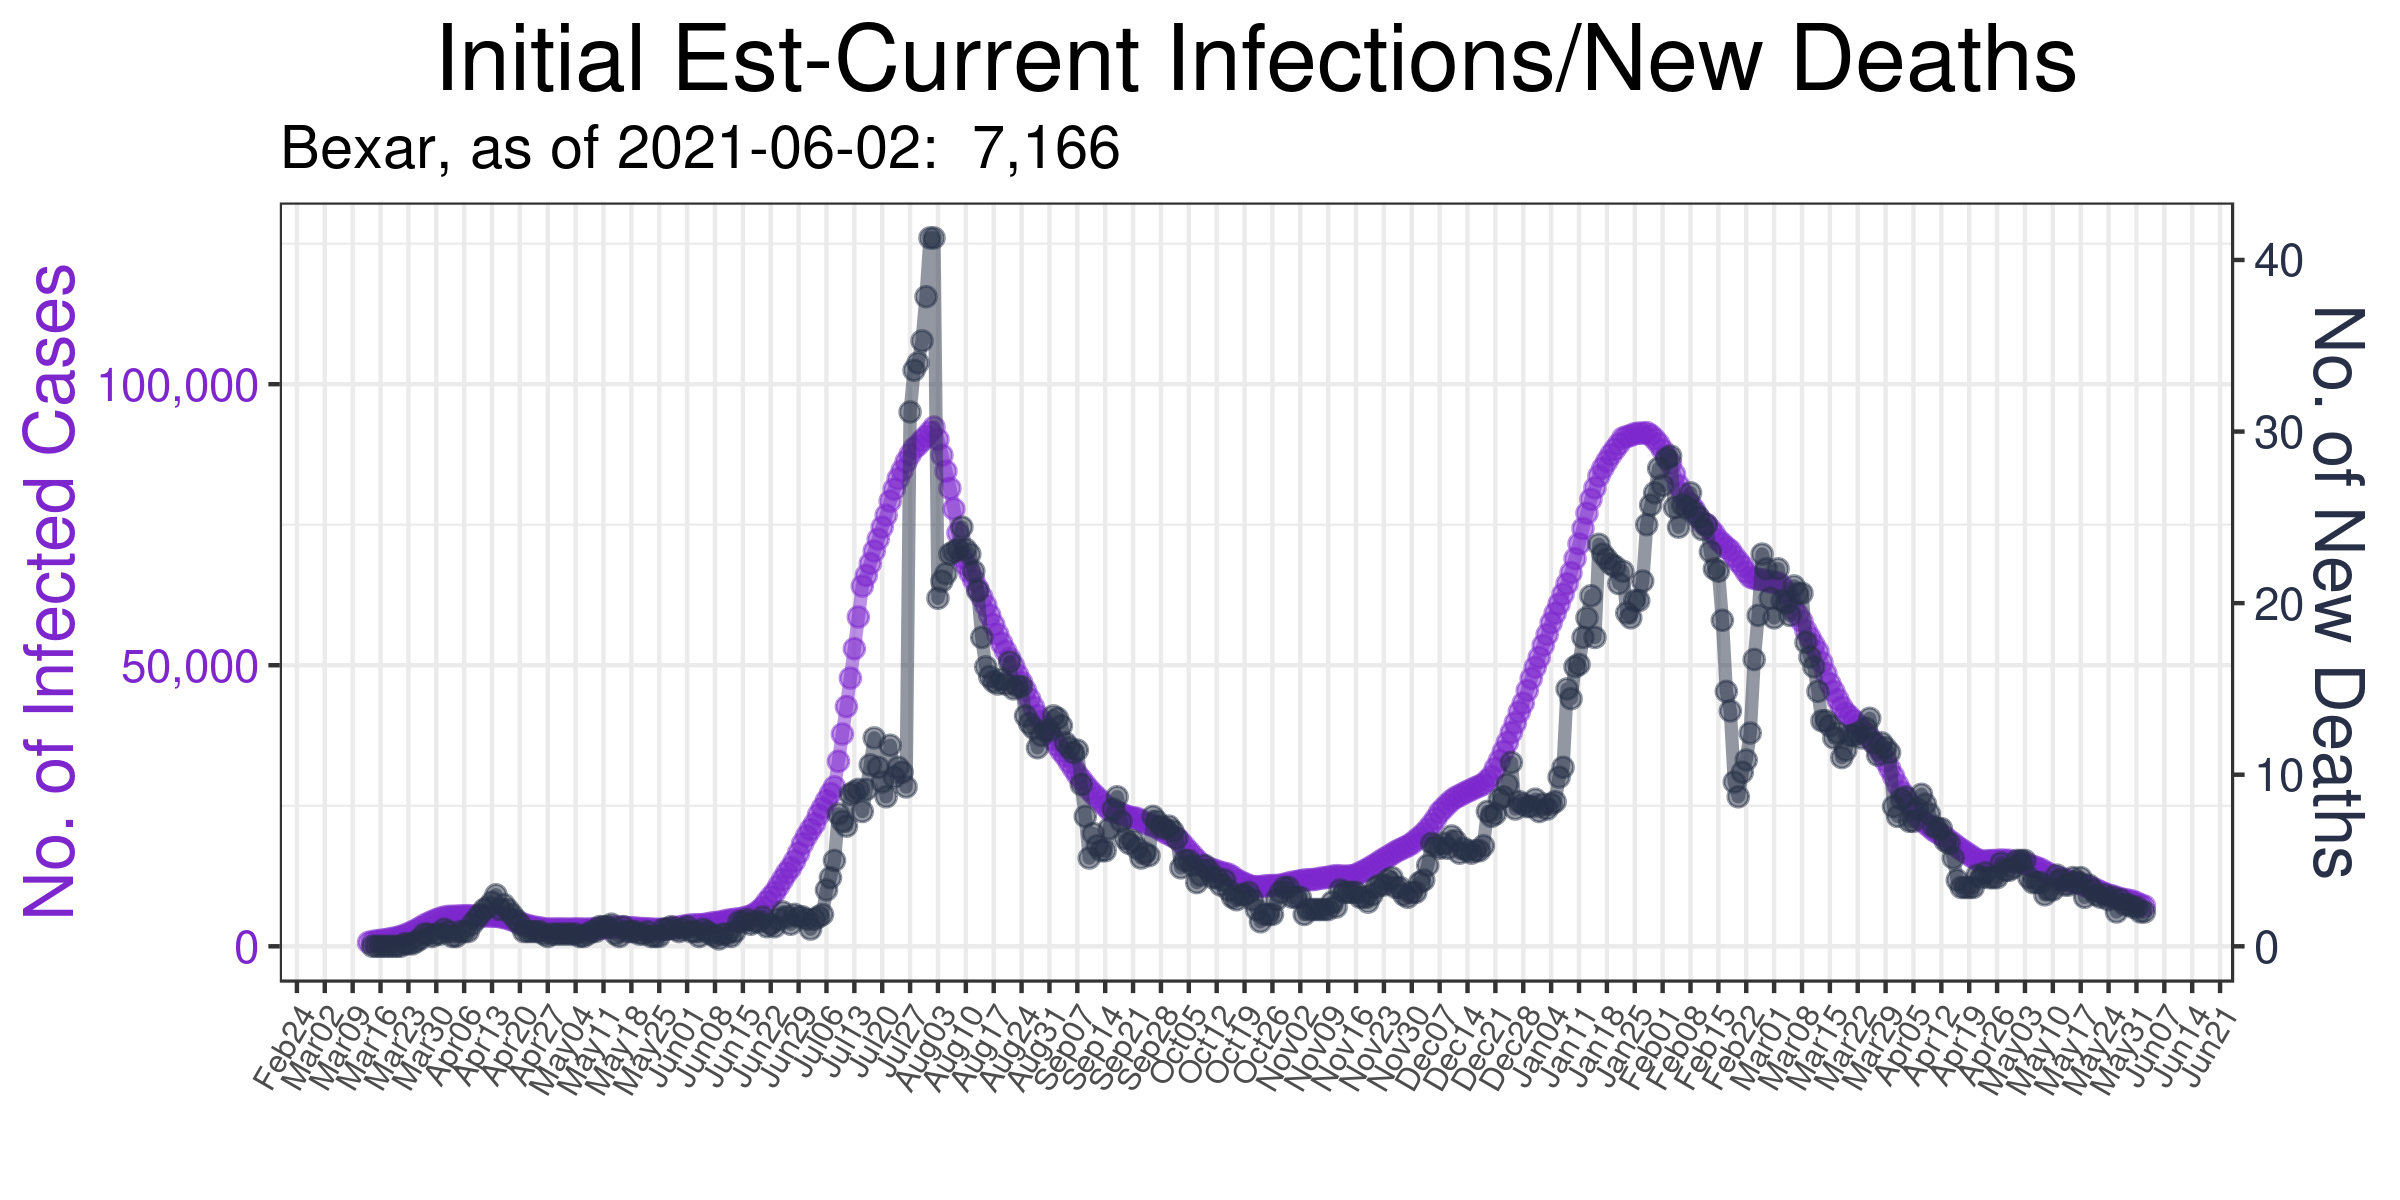 Initial Est-Current Infections/New Deaths
Bexar, as of 2021-06-02:  7,166
No. of Infected Cases
100,000
50,000
0
40
30
20
10
0
No. of New Deaths
Feb24
Mar02
Mar09
Mar16
Mar23
Mar30
Apr06
Apr13
Apr20
Apr27
May04
May11
May18
May25
Jun01
Jun08
Jun15
Jun22
Jun29
Jul06
Jul13
Jul20
Jul27
Aug03
Aug10
Aug17
Aug24
Aug31
Sep07
Sep14
Sep21
Sep28
Oct05
Oct12
Oct19
Oct26
Nov02
Nov09
Nov16
Nov23
Nov30
Dec07
Dec14
Dec21
Dec28
Jan04
Jan11
Jan18
Jan25
Feb01
Feb08
Feb15
Feb22
Mar01
Mar08
Mar15
Mar22
Mar29
Apr05
Apr12
Apr19
Apr26
May03
May10
May17
May24
May31
Jun07
Jun14
Jun21